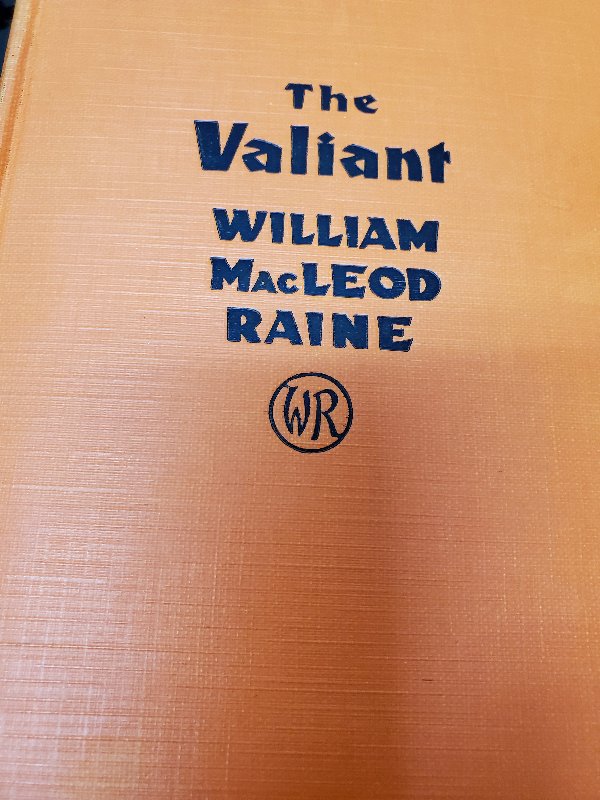 The
Valiant
WILLIAM
MACLEOD
RAINE
WR